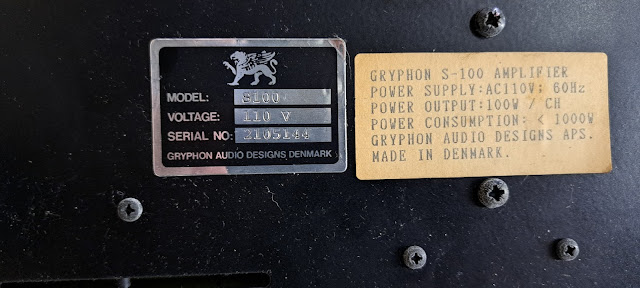 MODEL: S100
VOLTAGE: 110 V
SERIAL NO: 2105144
GRYPHON AUDIO DESIGNS DENMARK
GRYPHON S-100 AMPLIFIER
POWER SUPPLY:AC110V; 60Hz
POWER OUTPUT:100W / CH
POWER CONSUMPTION: < 1000W
GRYPHON AUDIO DESIGNS APS.
MADE IN DENMARK.